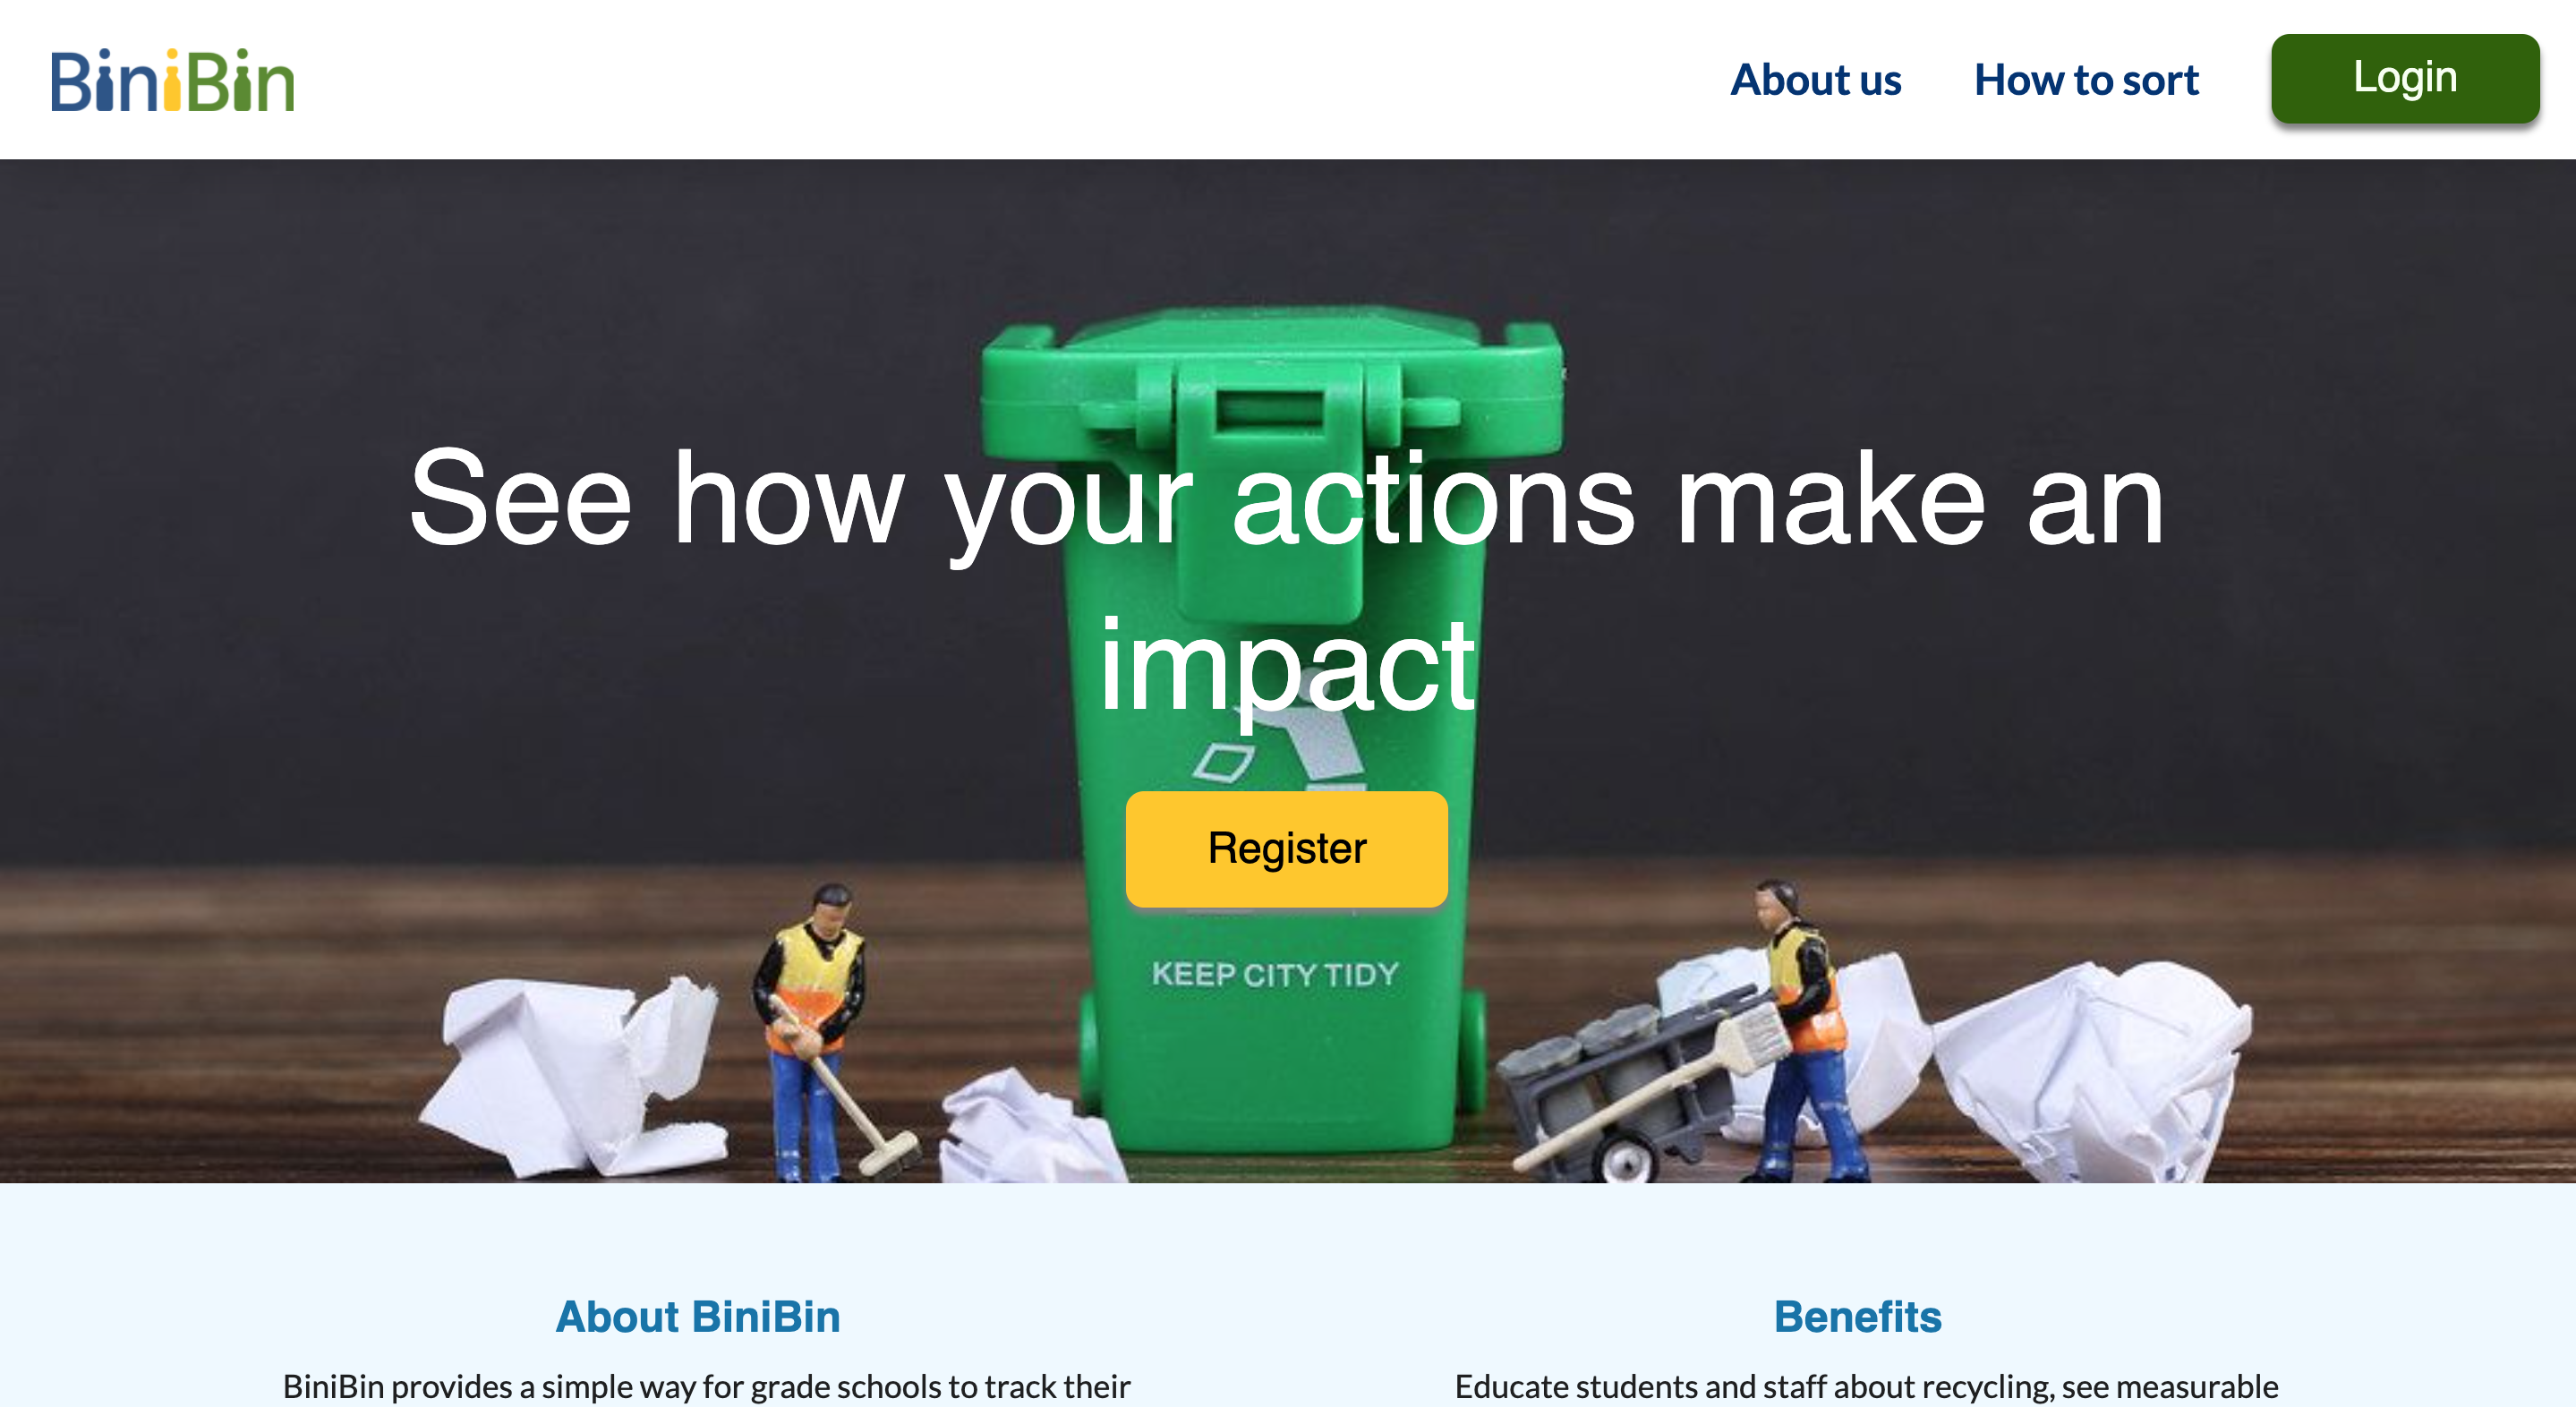 BiniBin
About us
How to sort
Login
See how your actions make an
impact
Register
KEEP CITY TIDY
About BiniBin
BiniBin provides a simple way for grade schools to track their
Benefits
Educate students and staff about recycling, see measurable